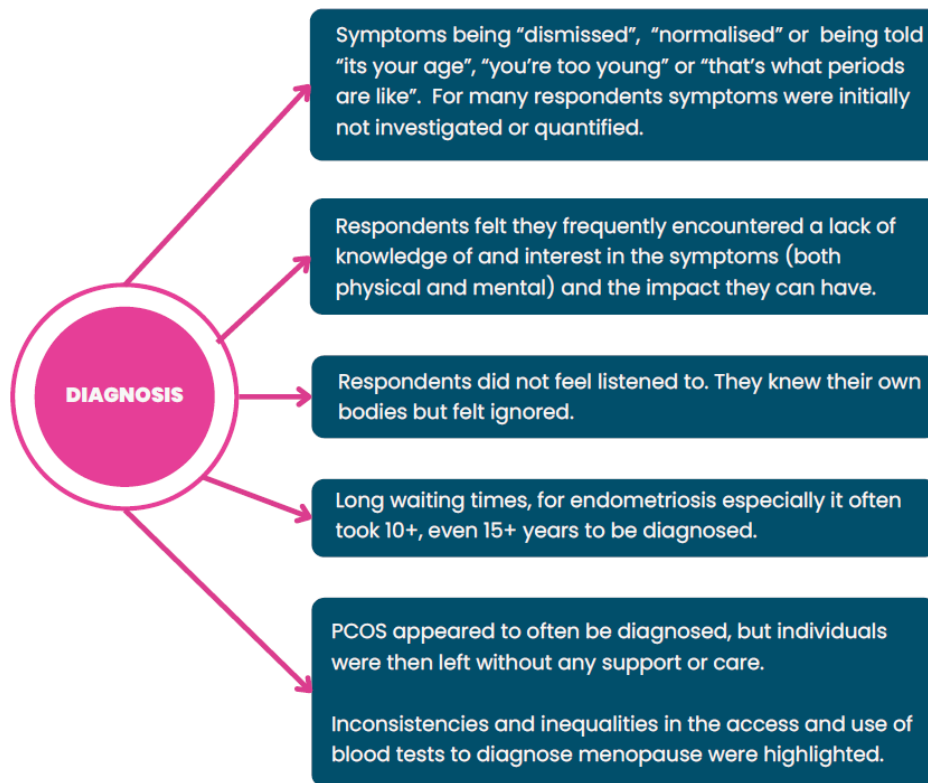 Symptoms being “dismissed”, “normalised” or being told
“its your age”, “you’re too young” or “that’s what periods
are like”. For many respondents symptoms were initially
not investigated or quantified.
Respondents felt they frequently encountered a lack of
knowledge of and interest in the symptoms (both
physical and mental) and the impact they can have.
DIAGNOSIS
Respondents did not feel listened to. They knew their own
bodies but felt ignored.
Long waiting times, for endometriosis especially it often
took 10+, even 15+ years to be diagnosed.
PCOS appeared to often be diagnosed, but individuals
were then left without any support or care.
Inconsistencies and inequalities in the access and use of
blood tests to diagnose menopause were highlighted.